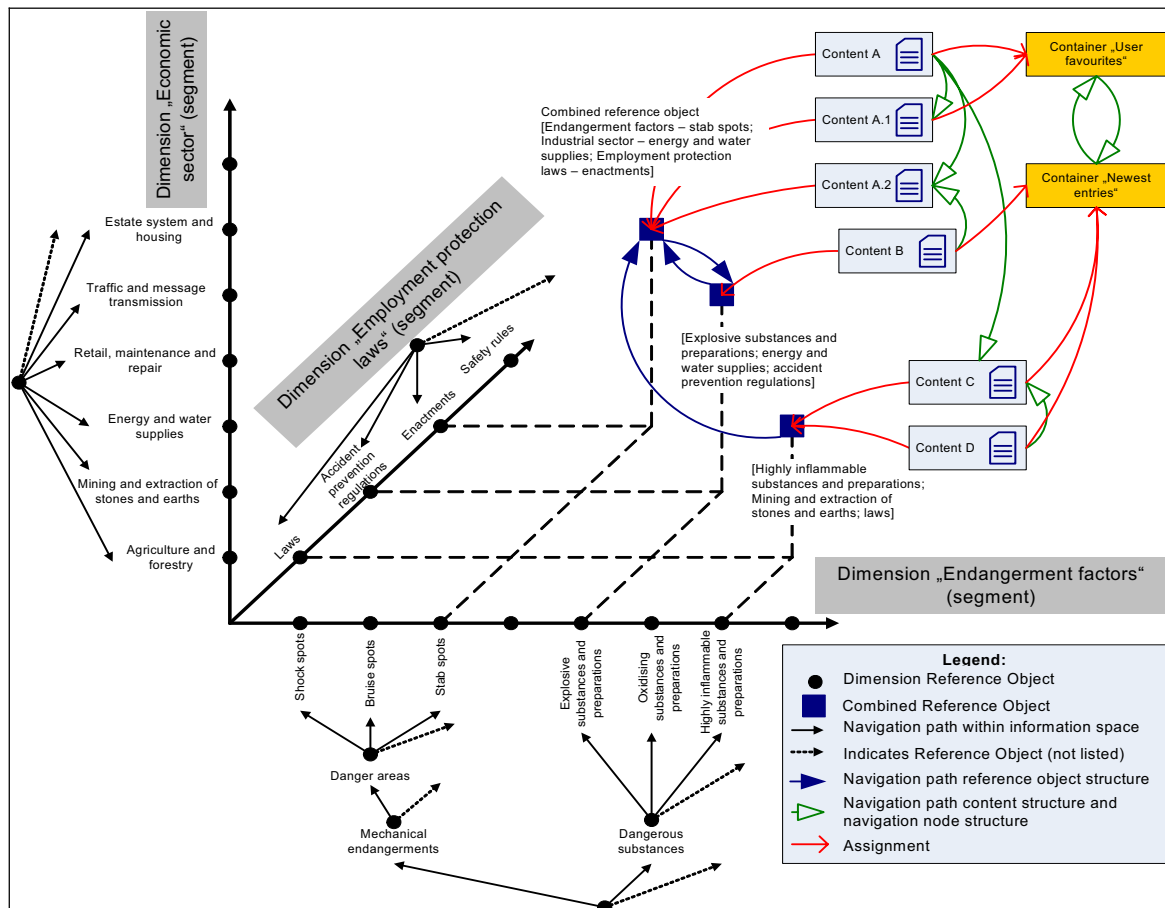 Dimension „Economic
sector“ (segment)
Estate system and
housing
Traffic and message
transmission
Retail, maintenance and
repair
Energy and water
supplies
Mining and extraction of
stones and earths
Agriculture and
forestry
Dimension „Employment protection
laws“ (segment)
Safety rules
Enactments
Accident
prevention
regulations
Laws
Combined reference object
[Endangerment factors – stab spots;
Industrial sector – energy and water
supplies; Employment protection
laws – enactments]
Content A
Content A.1
Content A.2
Content B
Content C
Content D
Container „User
favourites“
Container „Newest
entries“
[Explosive substances and
preparations; energy and
water supplies; accident
prevention regulations]
[Highly inflammable
substances and preparations;
Mining and extraction of
stones and earths; laws]
Dimension „Endangerment factors“
(segment)
Shock spots
Bruise spots
Stab spots
Explosive
substances and
preparations
Oxidising
substances and
preparations
Highly inflammable
substances and
preparations
Danger areas
Mechanical
endangerments
Dangerous
substances
Legend:
Dimension Reference Object
Combined Reference Object
Navigation path within information space
Indicates Reference Object (not listed)
Navigation path reference object structure
Navigation path content structure and
navigation node structure
Assignment